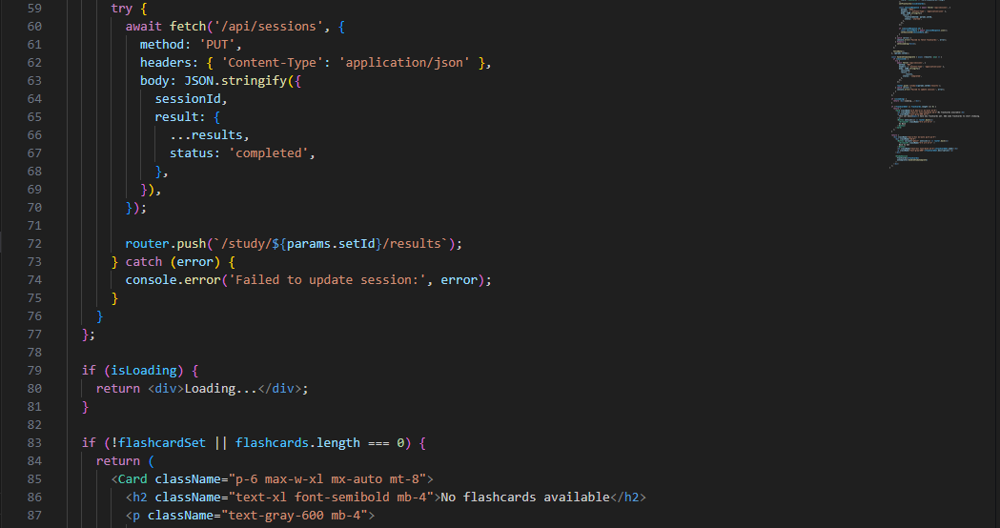 59 try {
60 await fetch('/api/sessions', {
61 method: 'PUT',
62 headers: { 'Content-Type': 'application/json' },
63 body: JSON.stringify({
64 sessionId,
65 result: {
66 ...results,
67 status: 'completed',
68 },
69 }),
70 });
71
72 router.push(`/study/${params.setId}/results`);
73 } catch (error) {
74 console.error('Failed to update session:', error);
75 }
76 }
77 };
78
79 if (isLoading) {
80 return <div>Loading...</div>;
81 }
82
83 if (!flashcardSet || flashcards.length === 0) {
84 return (
85 <Card className="p-6 max-w-xl mx-auto mt-8">
86 <h2 className="text-xl font-semibold mb-4">No flashcards available</h2>
87 <p className="text-gray-600 mb-4">